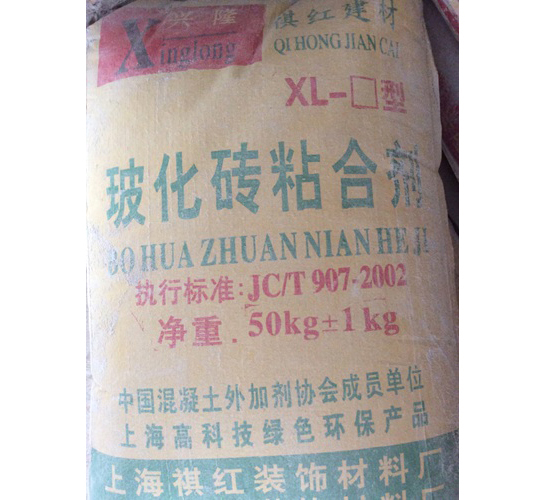 兴隆
Xinglong
祺红建材
QI HONG JIAN CAI
XL-□型
玻化砖粘合剂
BO HUA ZHUAN NIAN HE JI
执行标准:JC/T 907-2002
净重. 50kg±1kg
中国混凝土外加剂协会成员单位
上海高科技绿色环保产品
上海祺红装饰材料厂